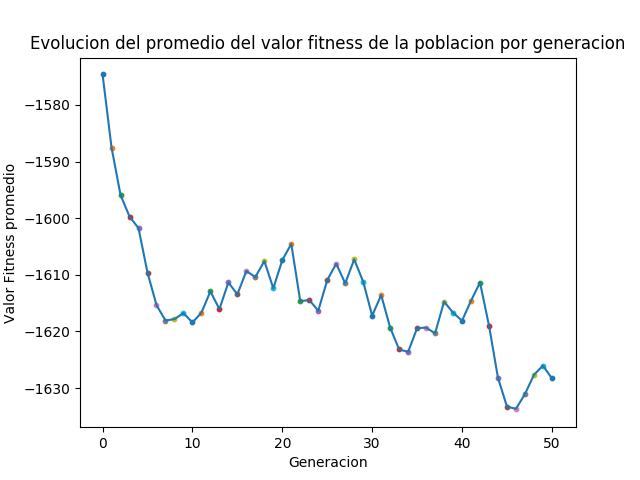 Evolucion del promedio del valor fitness de la poblacion por generacion
Valor Fitness promedio
−1580
−1590
−1600
−1610
−1620
−1630
0 10 20 30 40 50
Generacion